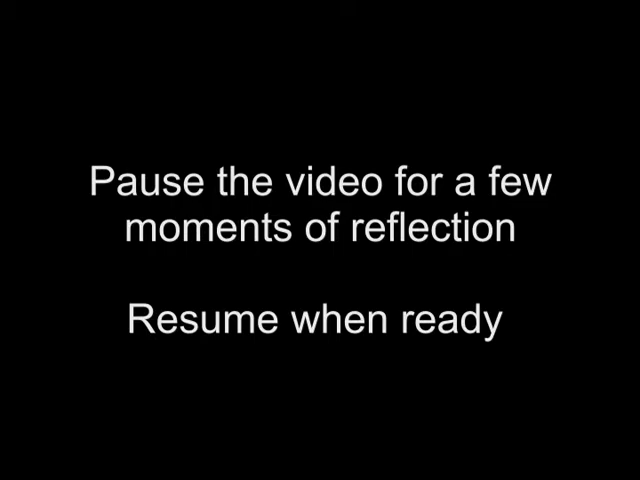 Pause the video for a few
moments of reflection
Resume when ready